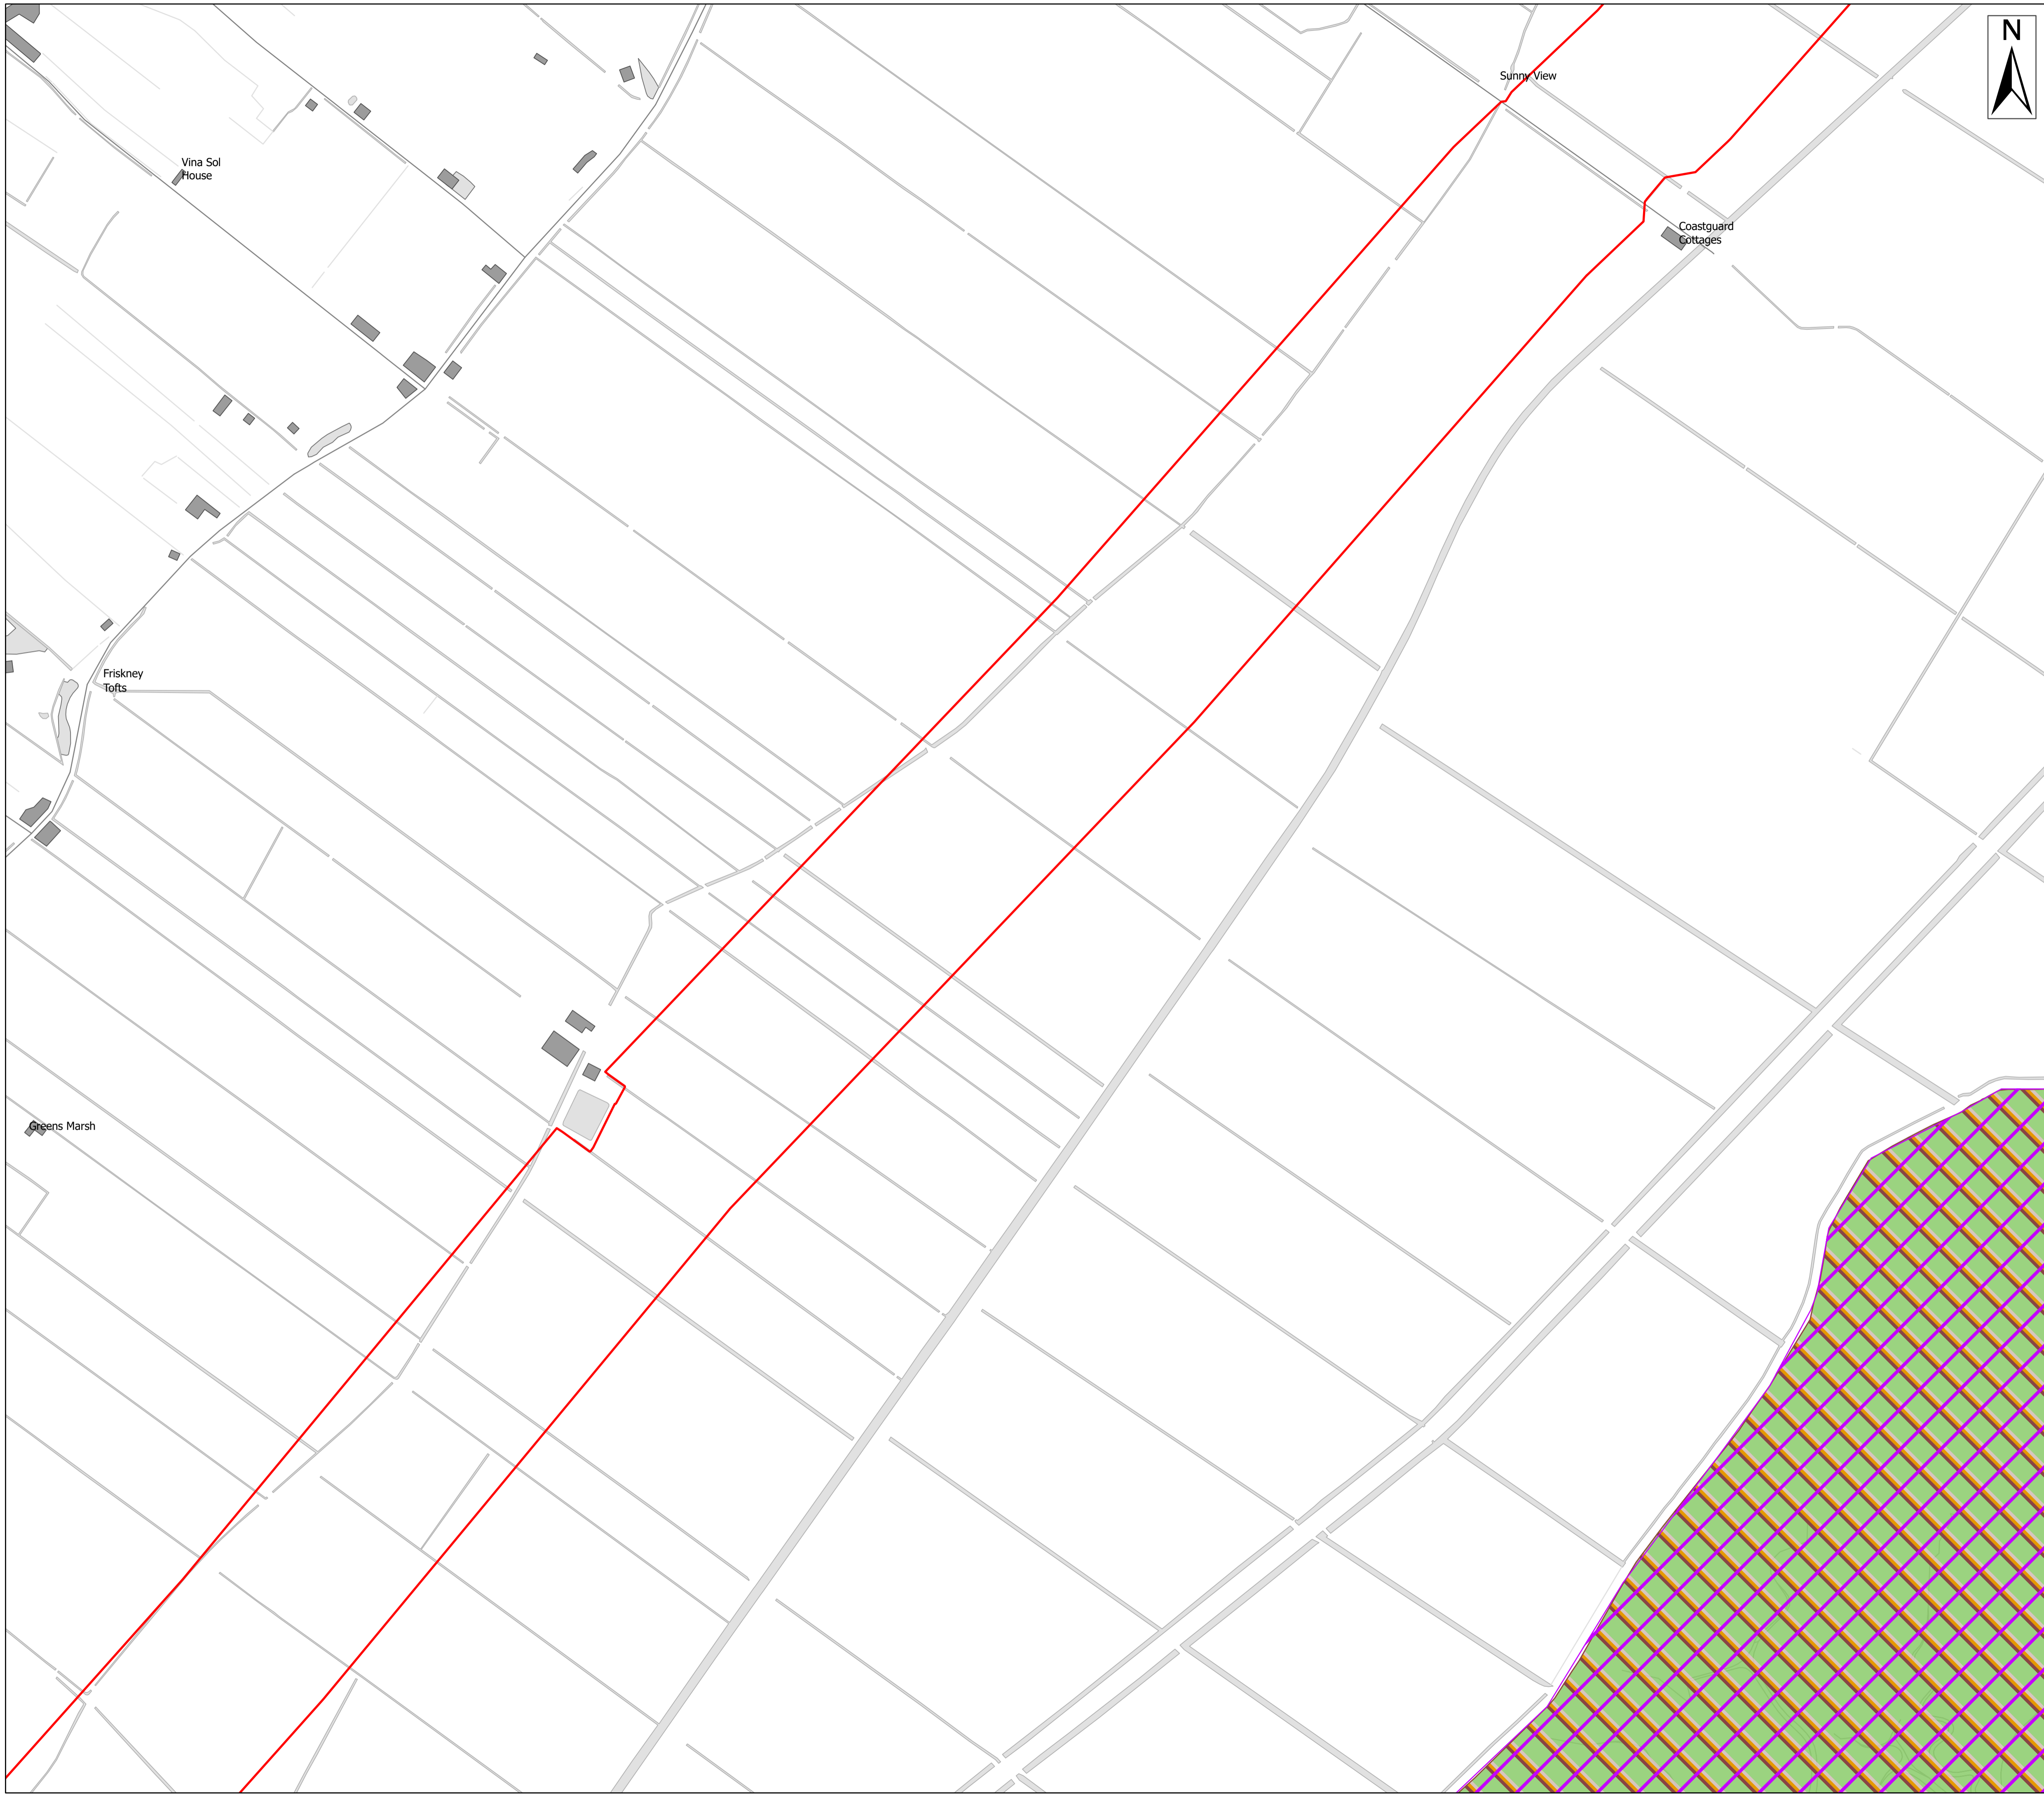 N
Sunny View
Vina Sol
House
Coastguard
Cottages
Friskney
Tofts
Greens Marsh